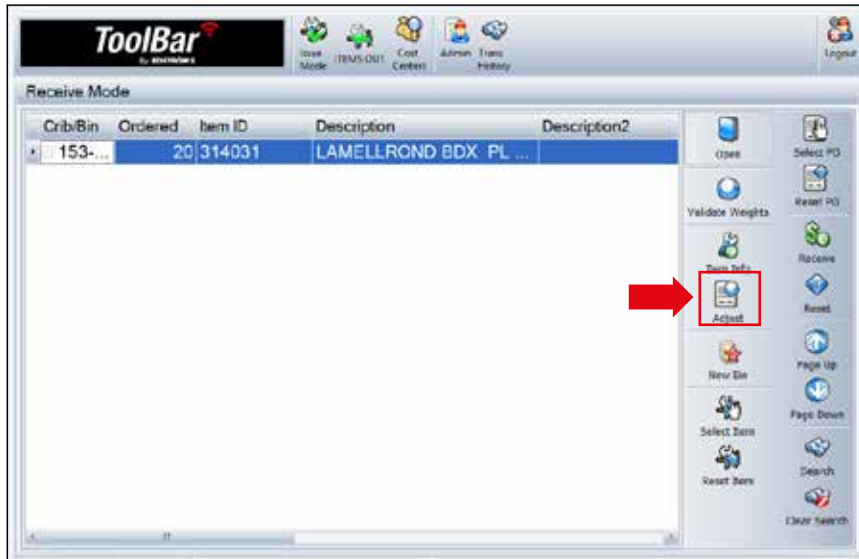 ToolBar
Issue Mode
ITEMS OUT
Cost Centers
Admin
Trans History
Logout
Receive Mode
Crib/Bin Ordered Item ID Description Description2
153-... 20 314031 LAMELLROND BDX PL ...
Open
Select PO
Validate Weights
Reset PO
Item Info
Receive
Adjust
Reset
New Bin
Page Up
Select Item
Page Down
Reset Item
Search
Clear Search